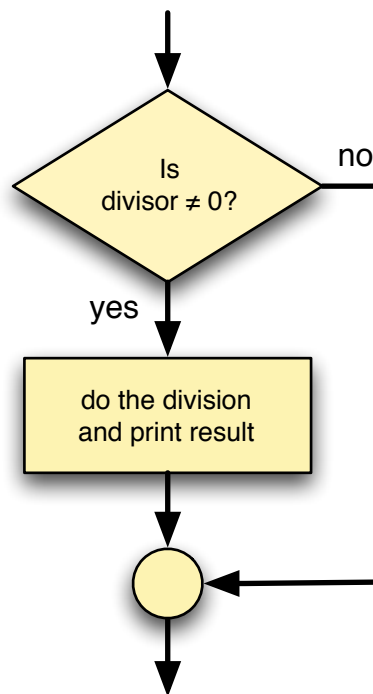 Is
divisor ≠ 0?
no
yes
do the division
and print result